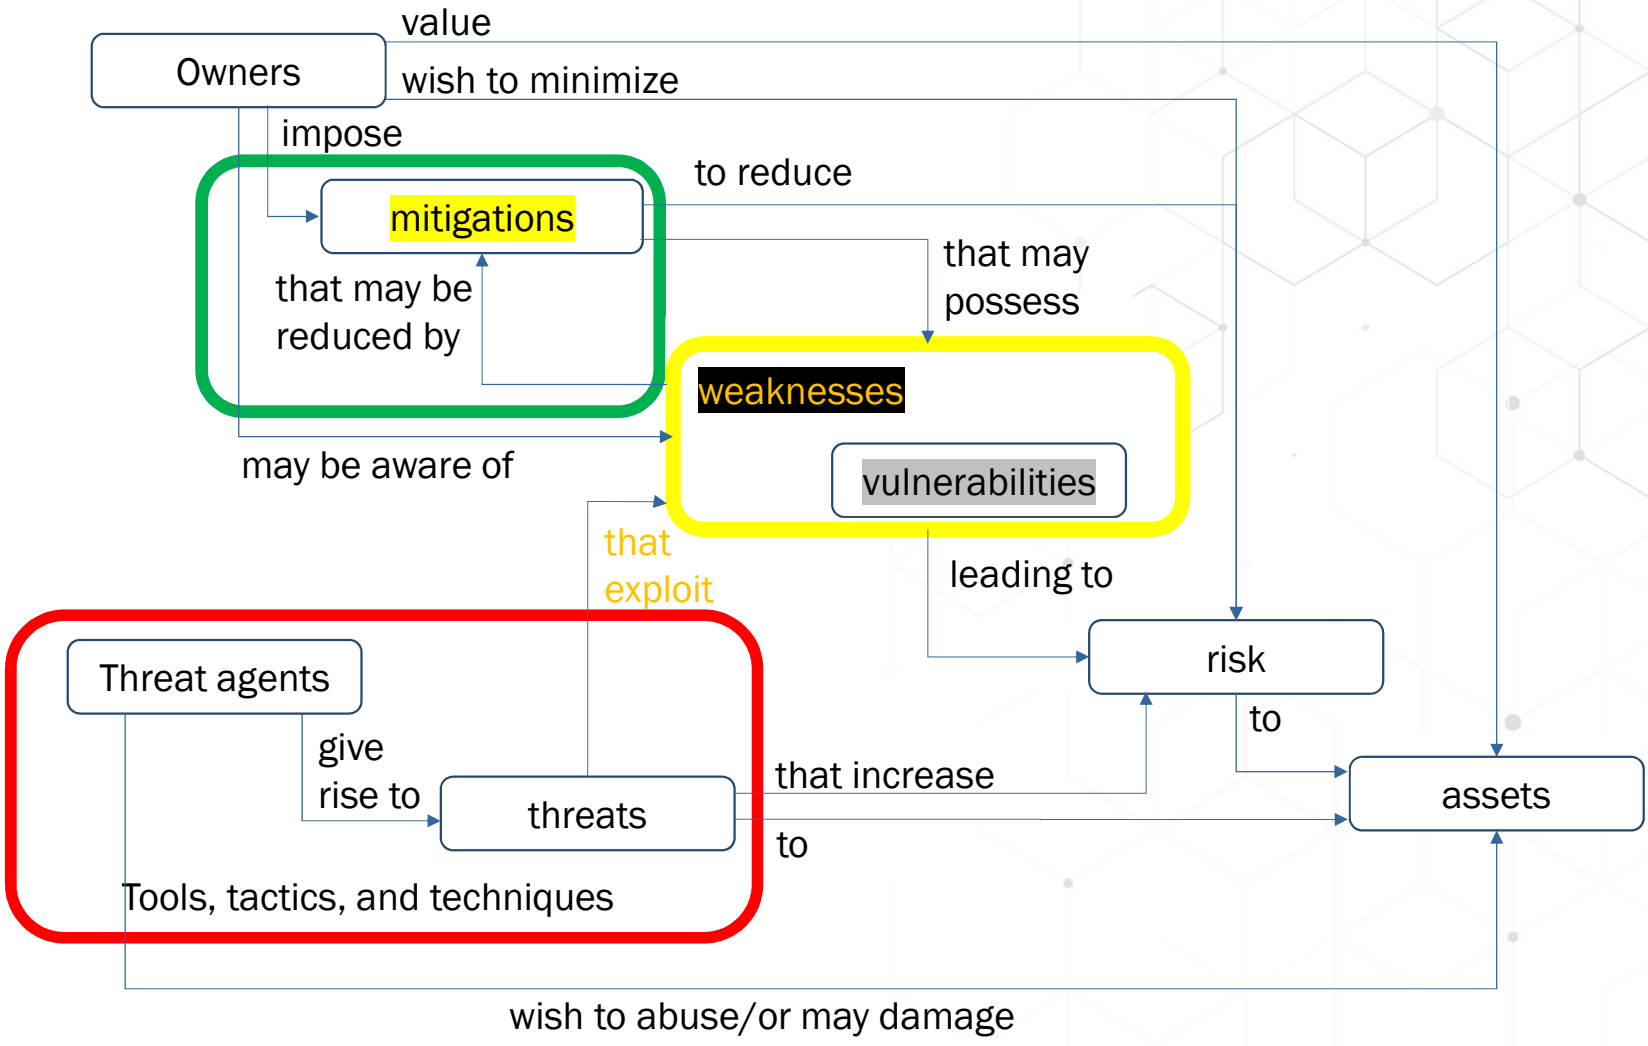 value
Owners
wish to minimize
impose
to reduce
mitigations
that may
possess
that may be
reduced by
weaknesses
may be aware of
vulnerabilities
that
exploit
leading to
Threat agents
risk
to
give
rise to
that increase
assets
threats
to
Tools, tactics, and techniques
wish to abuse/or may damage